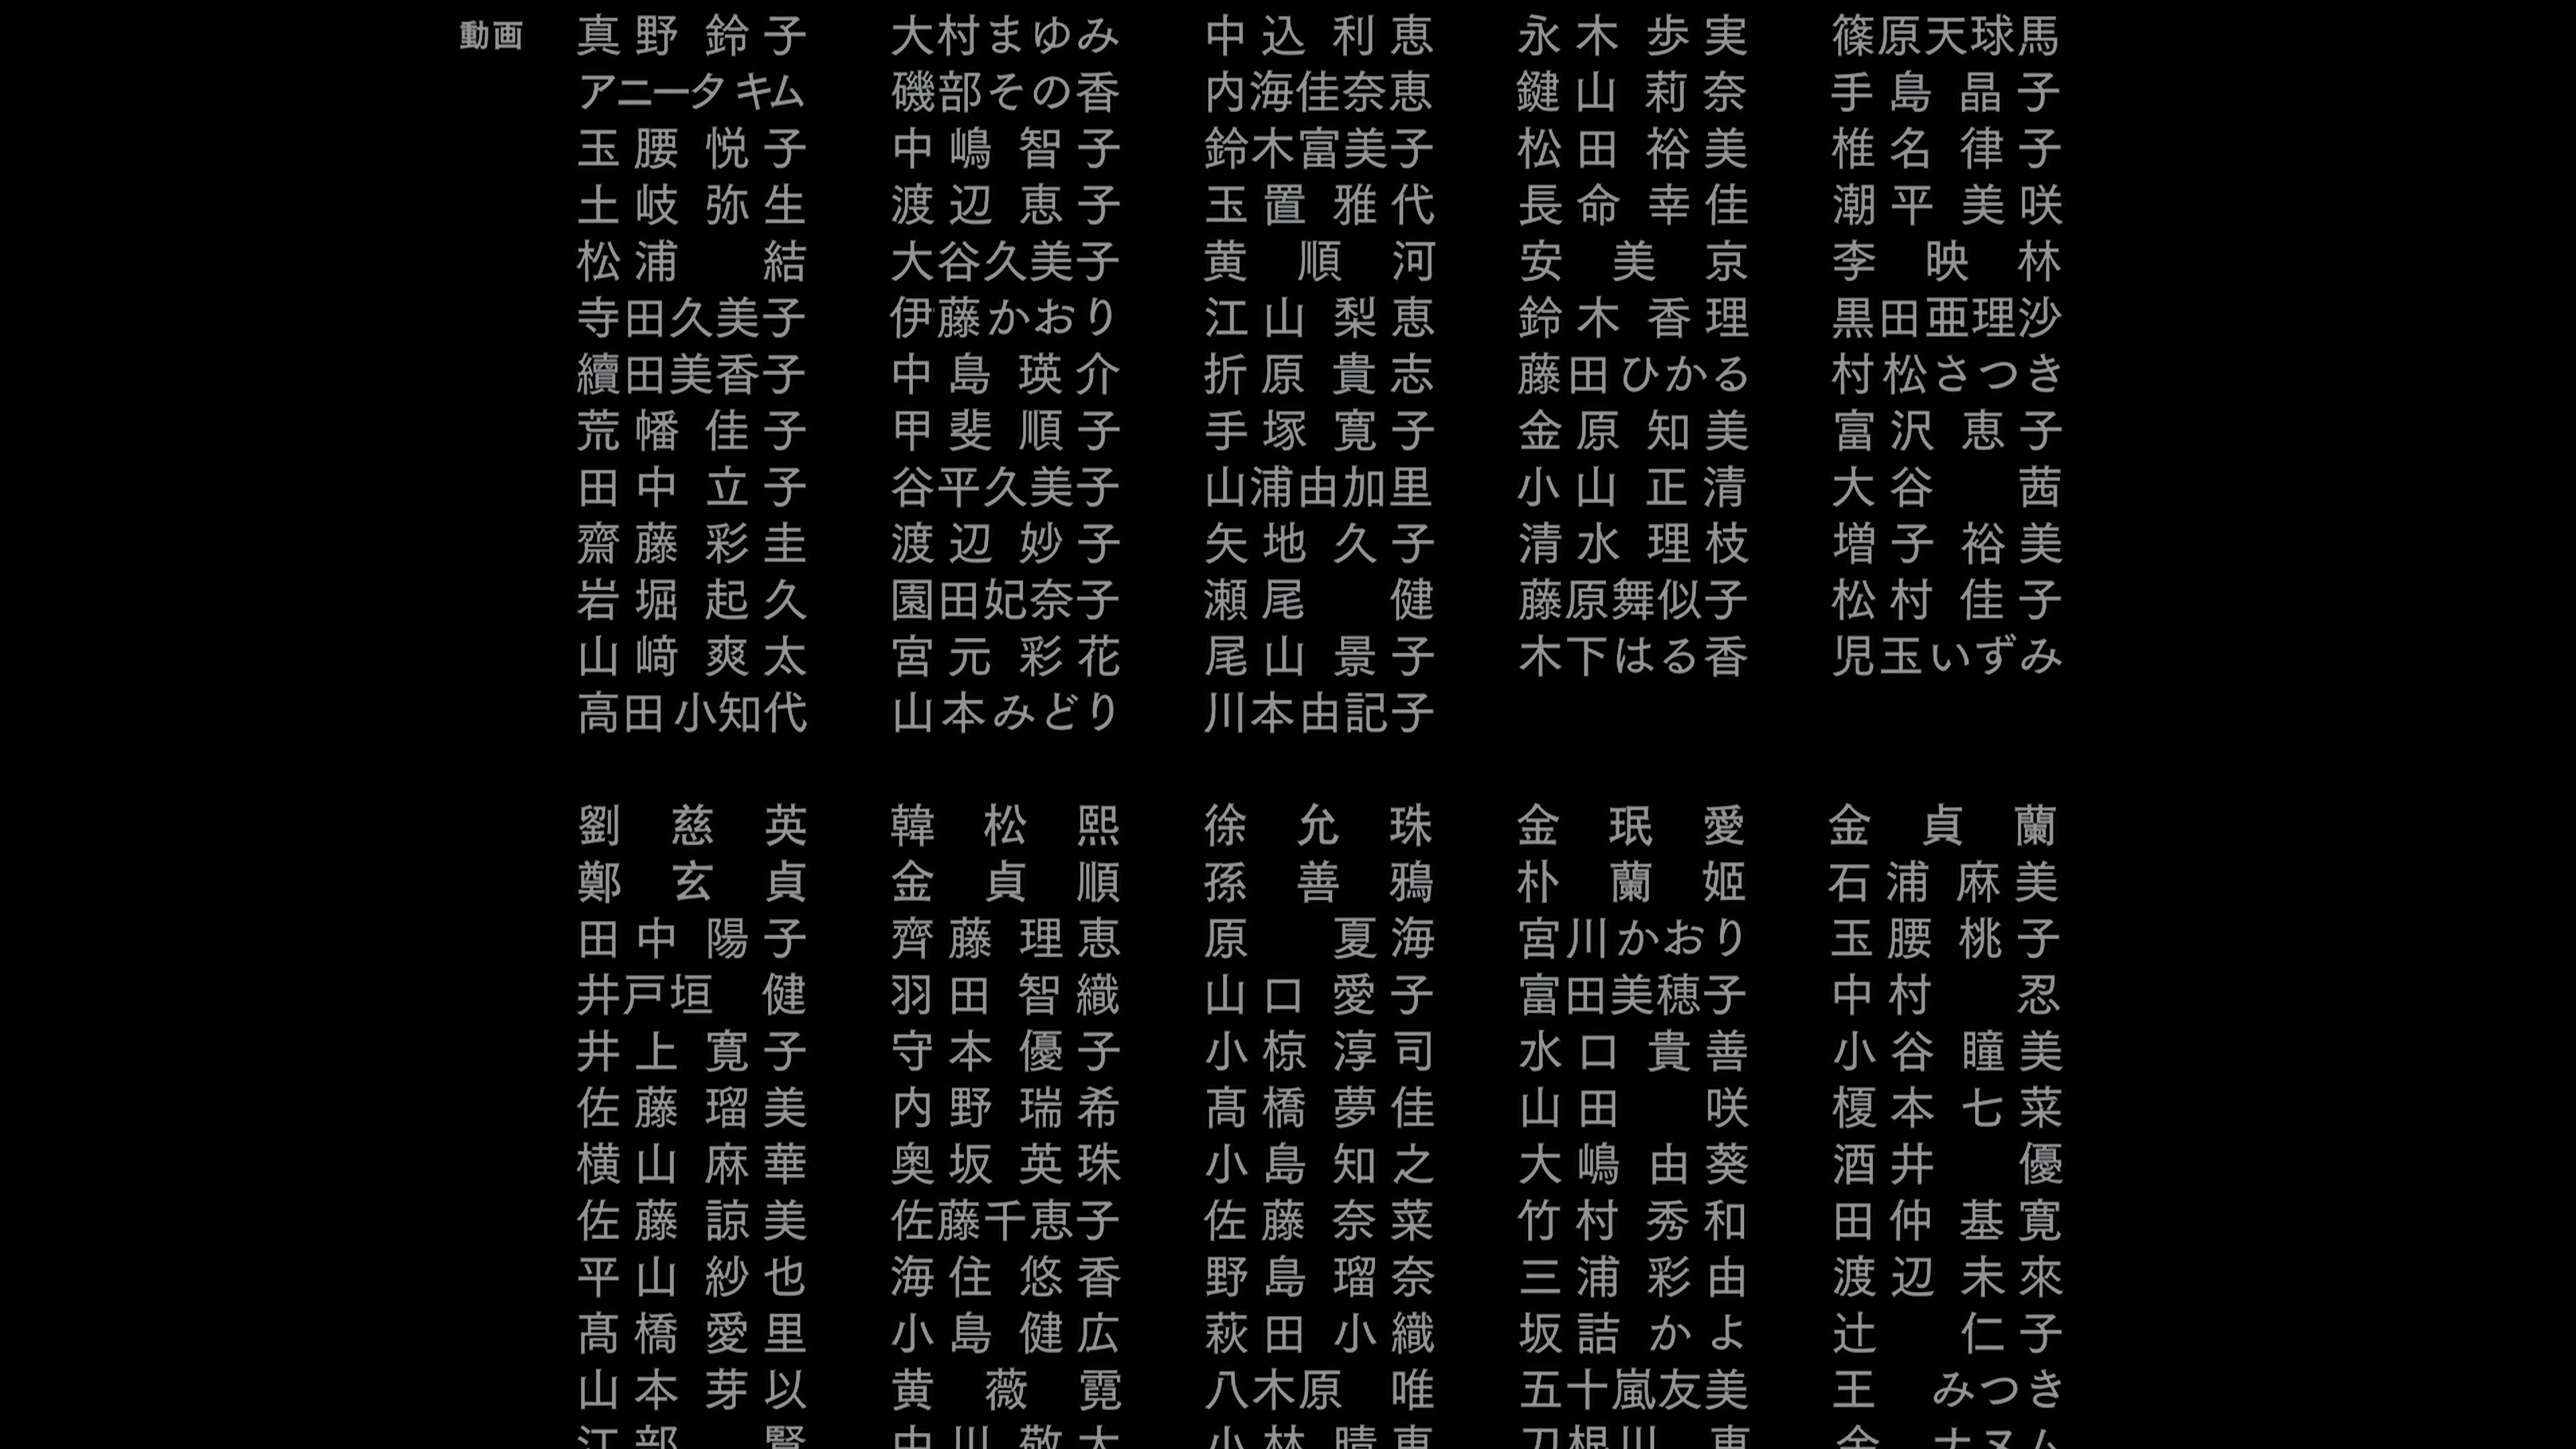 動画 真野鈴子 大村まゆみ 中込利恵 永木歩実 篠原天球馬
アニータキム 磯部その香 内海佳奈恵 鍵山莉奈 手島晶子
玉腰悦子 中嶋智子 鈴木富美子 松田裕美 椎名律子
土岐弥生 渡辺恵子 玉置雅代 長命幸佳 潮平美咲
松浦結 大谷久美子 黄順河 安美京 李映林
寺田久美子 伊藤かおり 江山梨恵 鈴木香理 黒田亜理沙
續田美香子 中島瑛介 折原貴志 藤田ひかる 村松さつき
荒幡佳子 甲斐順子 手塚寛子 金原知美 富沢恵子
田中立子 谷平久美子 山浦由加里 小山正清 大谷茜
齋藤彩圭 渡辺妙子 矢地久子 清水理枝 増子裕美
岩堀起久 園田妃奈子 瀬尾健 藤原舞似子 松村佳子
山﨑爽太 宮元彩花 尾山景子 木下はる香 児玉いずみ
高田小知代 山本みどり 川本由記子
劉慈英 韓松熙 徐允珠 金珉愛 金貞蘭
鄭玄貞 金貞順 孫善鴉 朴蘭姫 石浦麻美
田中陽子 齊藤理恵 原夏海 宮川かおり 玉腰桃子
井戸垣健 羽田智織 山口愛子 富田美穂子 中村忍
井上寛子 守本優子 小椋淳司 水口貴善 小谷瞳美
佐藤瑠美 内野瑞希 髙橋夢佳 山田咲 榎本七菜
横山麻華 奥坂英珠 小島知之 大嶋由葵 酒井優
佐藤諒美 佐藤千恵子 佐藤奈菜 竹村秀和 田仲基寛
平山紗也 海住悠香 野島瑠奈 三浦彩由 渡辺未來
髙橋愛里 小島健広 萩田小織 坂詰かよ 辻仁子
山本芽以 黄薇霓 八木原唯 五十嵐友美 王みつき